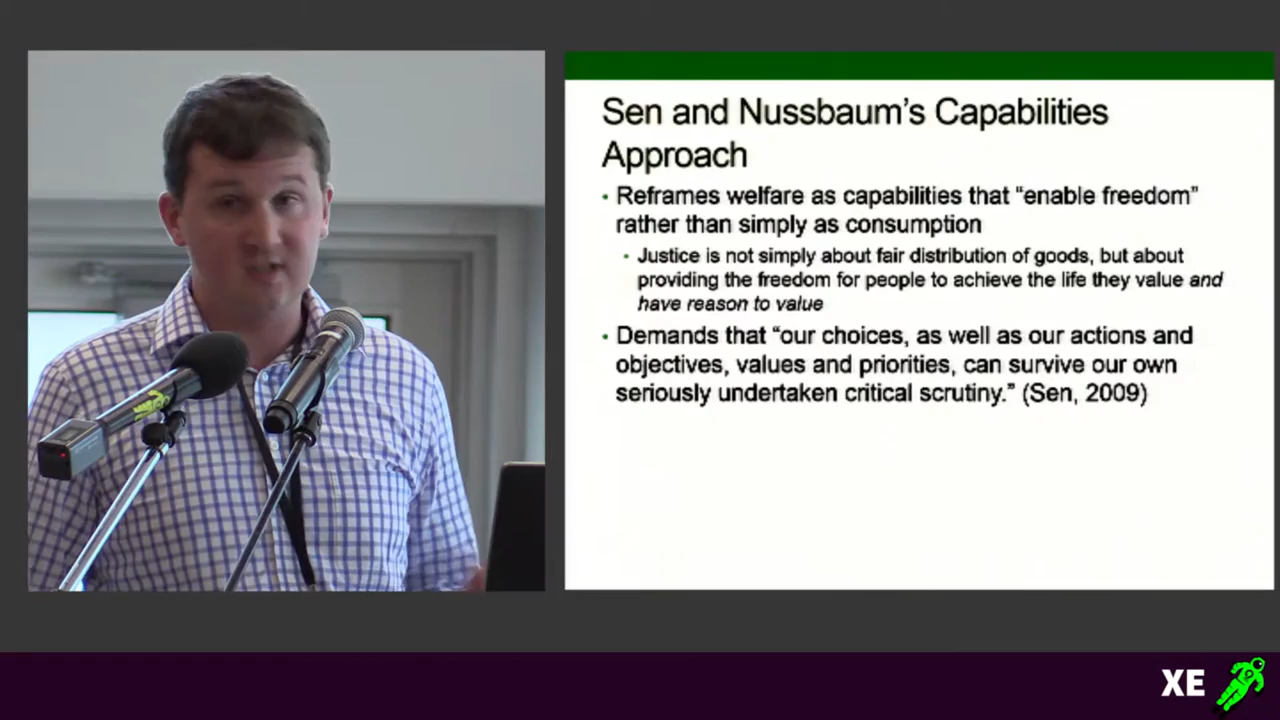 Sen and Nussbaum’s Capabilities
Approach
• Reframes welfare as capabilities that “enable freedom”
rather than simply as consumption
• Justice is not simply about fair distribution of goods, but about
providing the freedom for people to achieve the life they value and
have reason to value
• Demands that “our choices, as well as our actions and
objectives, values and priorities, can survive our own
seriously undertaken critical scrutiny.” (Sen, 2009)
XE